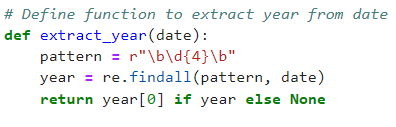 # Define function to extract year from date
def extract_year(date):
    pattern = r"\b\d{4}\b"
    year = re.findall(pattern, date)
    return year[0] if year else None